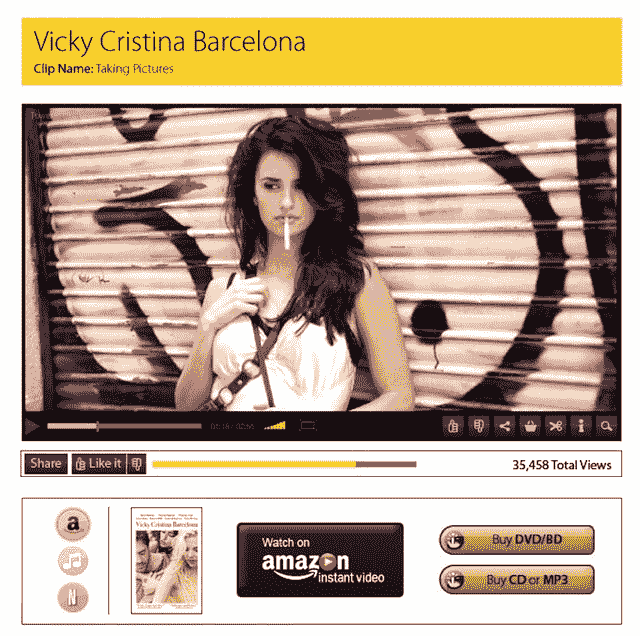 Vicky Cristina Barcelona
Clip Name: Taking Pictures
Share
Like it
35,458 Total Views
a
N
Vicky Cristina Barcelona
Watch on
amazon
instant video
Buy DVD/BD
Buy CD or MP3